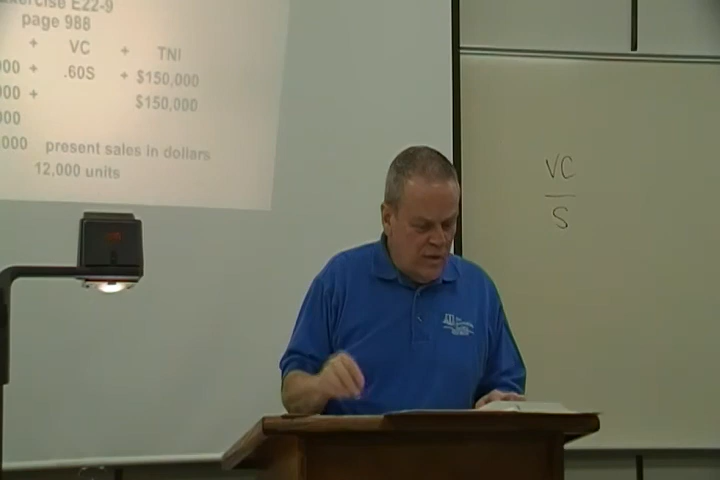 Exercise E22-9
page 988
+ VC + TNI
000 + .60S + $150,000
000 + $150,000
000
000 present sales in dollars
12,000 units
VC
S